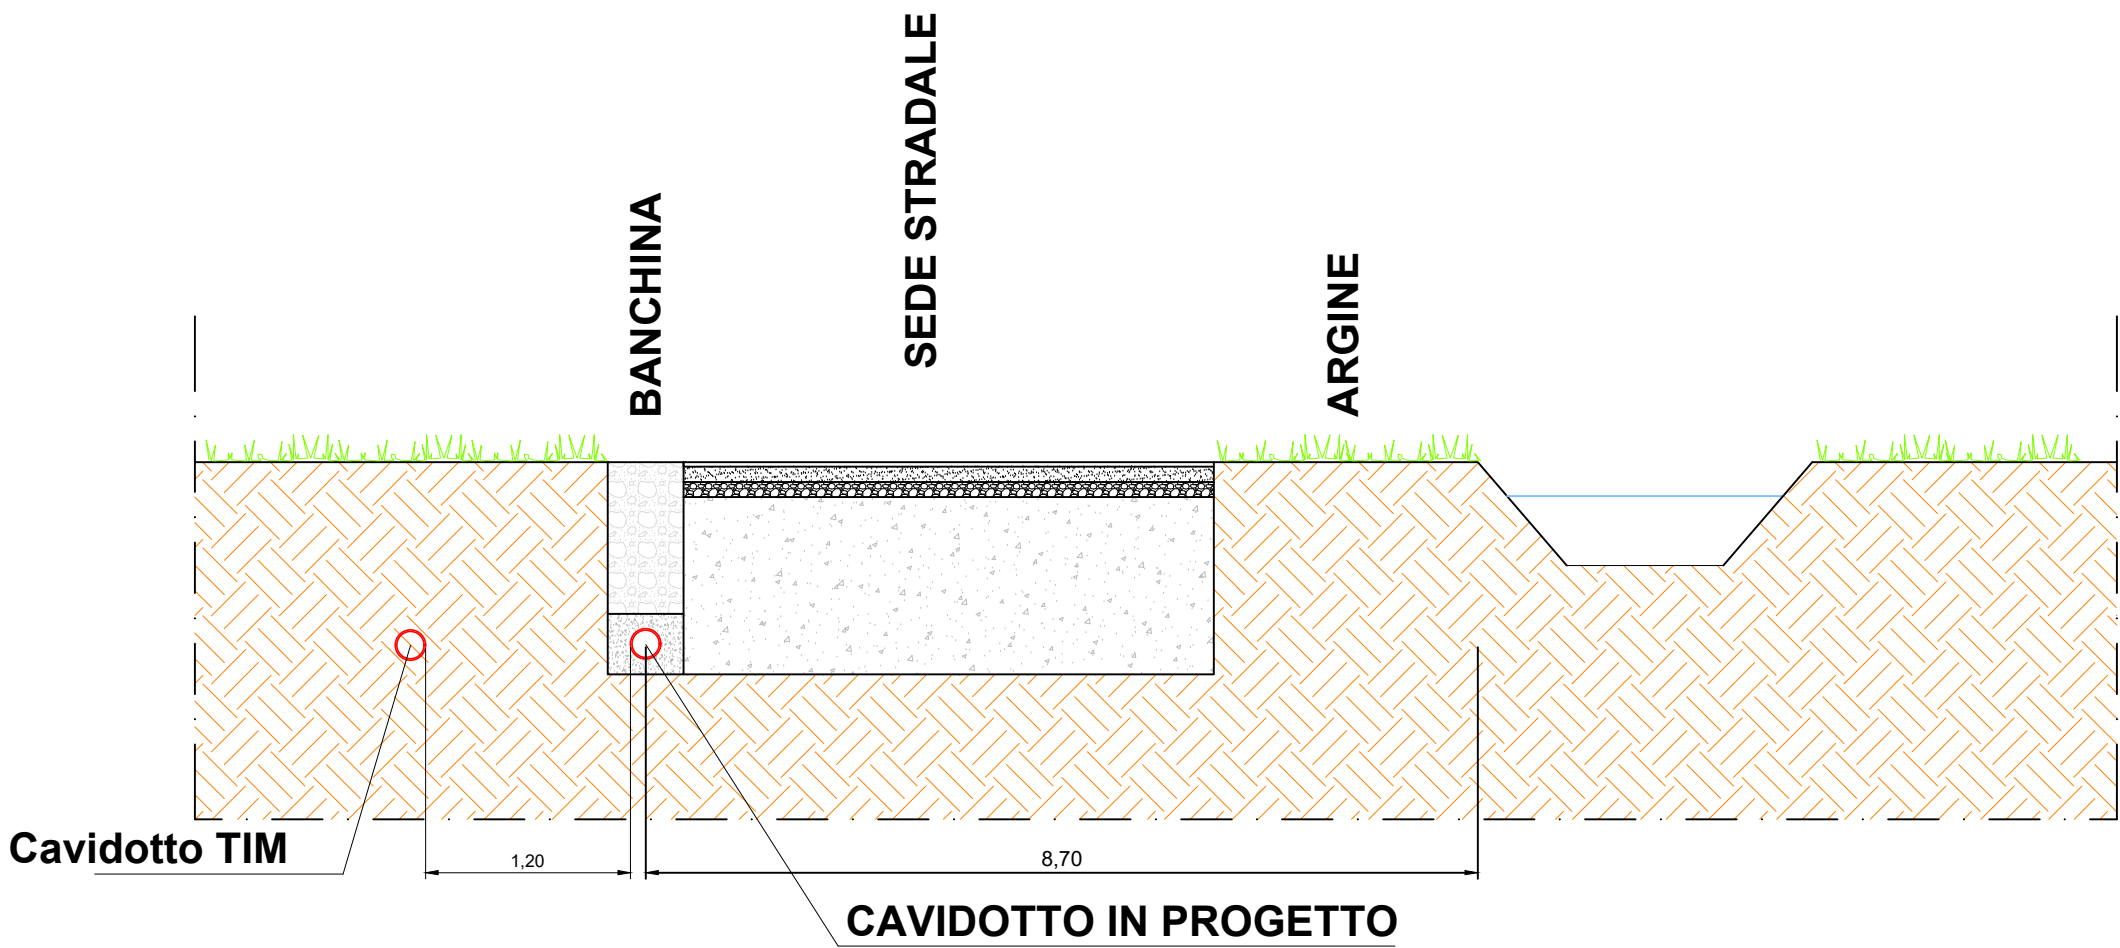 BANCHINA
SEDE STRADALE
ARGINE
Cavidotto TIM
1,20
8,70
CAVIDOTTO IN PROGETTO